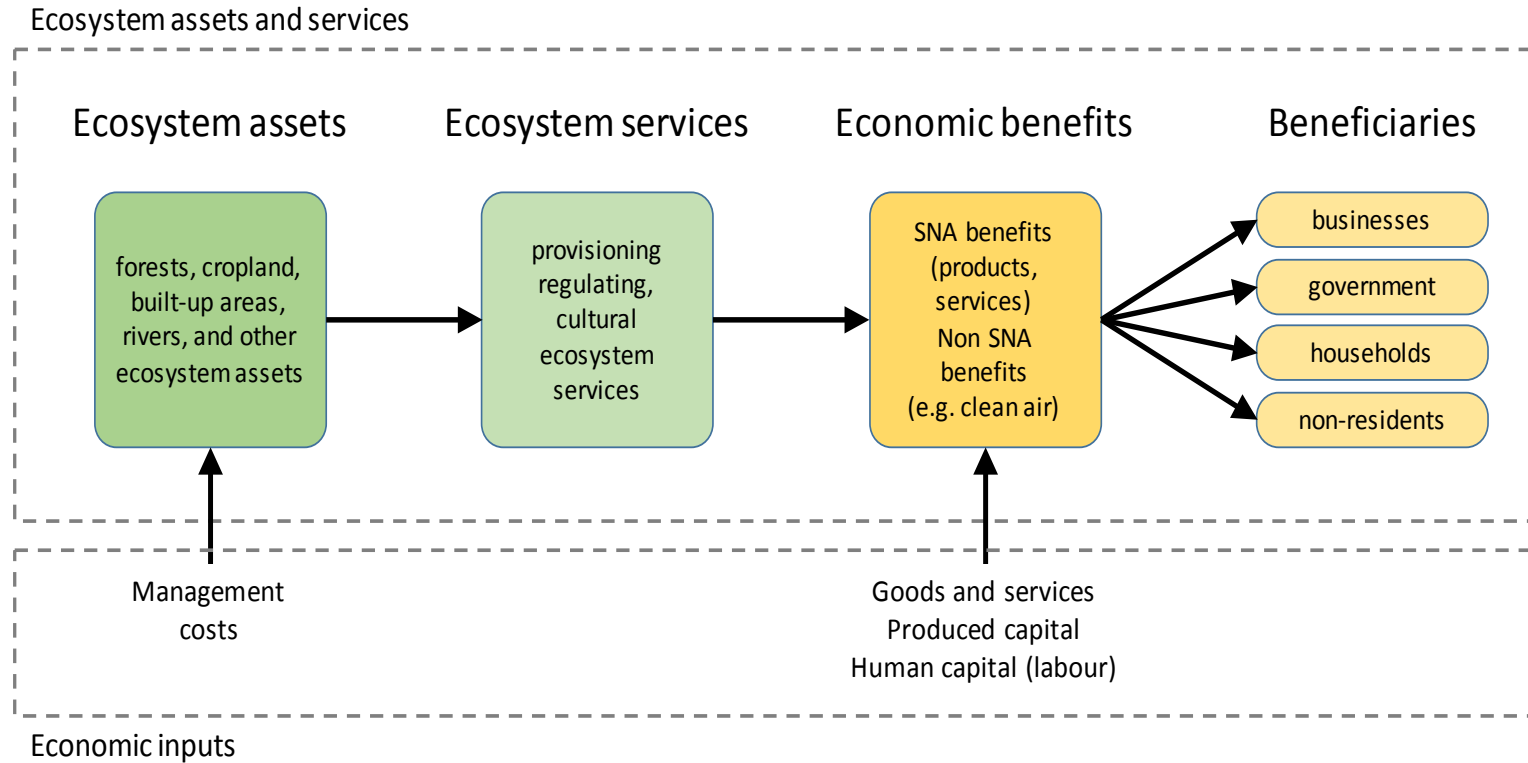 Ecosystem assets and services
Ecosystem assets
Ecosystem services
Economic benefits
Beneficiaries
forests, cropland,
built-up areas,
rivers, and other
ecosystem assets
provisioning
regulating,
cultural
ecosystem
services
SNA benefits
(products,
services)
Non SNA
benefits
(e.g. clean air)
businesses
government
households
non-residents
Management
costs
Goods and services
Produced capital
Human capital (labour)
Economic inputs